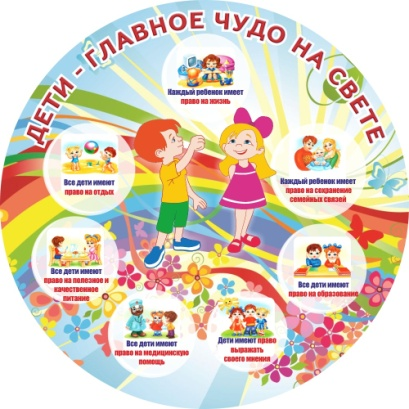 ДЕТИ - ГЛАВНОЕ ЧУДО НА СВЕТЕ
Каждый ребенок имеет
право на жизнь
Все дети имеют
право на отдых
Каждый ребенок имеет
право на сохранение
семейных связей
Все дети имеют
право на полезное и
качественное
питание
Все дети имеют
право на образование
Все дети имеют
право на медицинскую
помощь
Дети имеют право
выражать
своего мнения